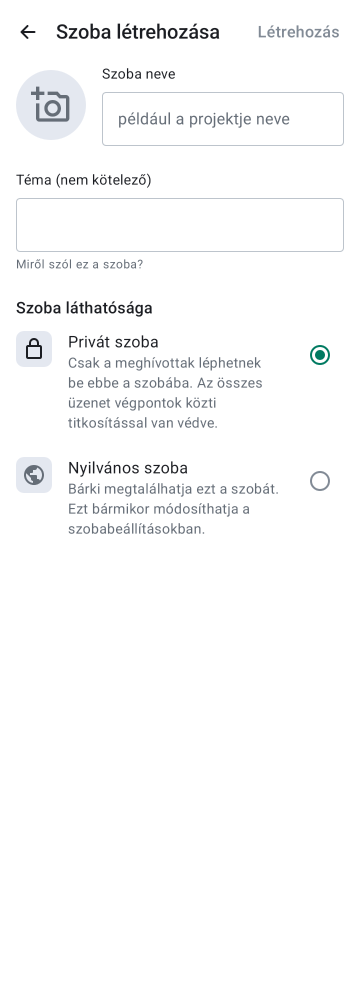 Szoba létrehozása
Létrehozás
Szoba neve
például a projektje neve
Téma (nem kötelező)
Miről szól ez a szoba?
Szoba láthatósága
Privát szoba
Csak a meghívottak léphetnek
be ebbe a szobába. Az összes
üzenet végpontok közti
titkosítással van védve.
Nyilvános szoba
Bárki megtalálhatja ezt a szobát.
Ezt bármikor módosíthatja a
szobabeállításokban.